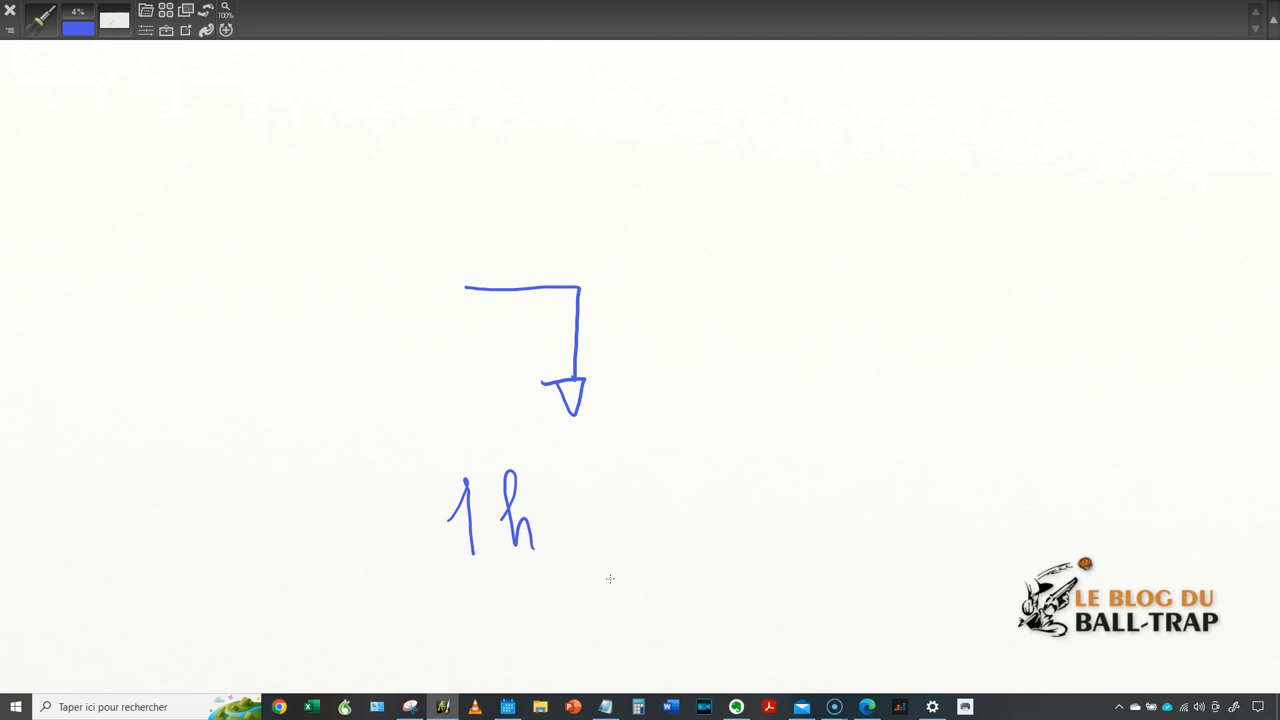 4%
100%
1h
LE BLOG DU
BALL-TRAP
Taper ici pour rechercher